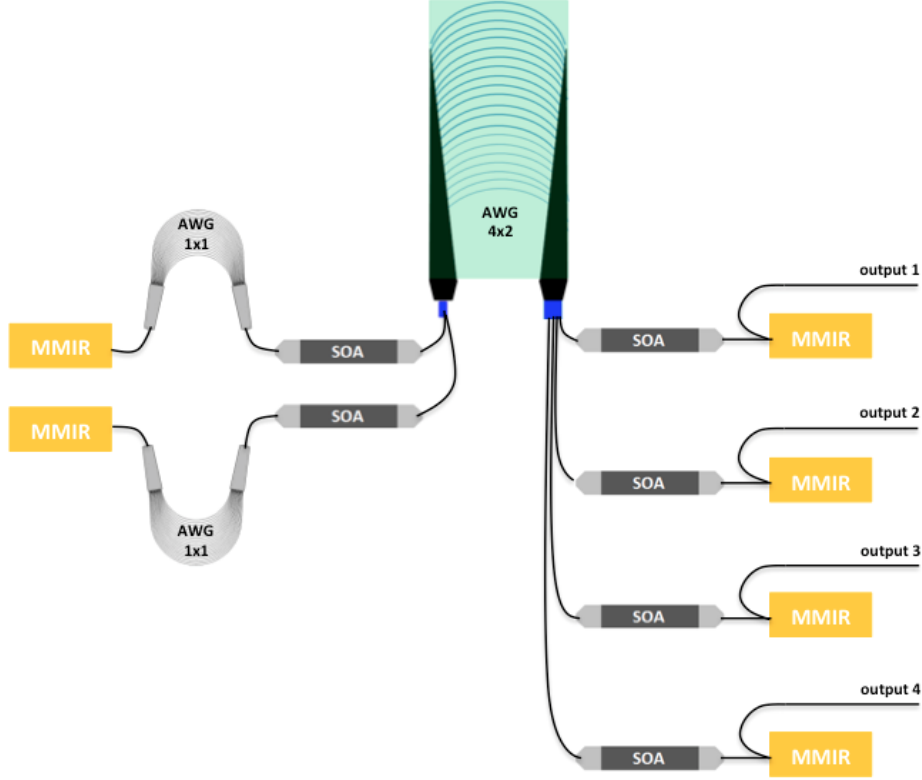 AWG
4x2
AWG
1x1
MMIR
SOA
MMIR
SOA
AWG
1x1
output 1
SOA
MMIR
output 2
SOA
MMIR
output 3
SOA
MMIR
output 4
SOA
MMIR